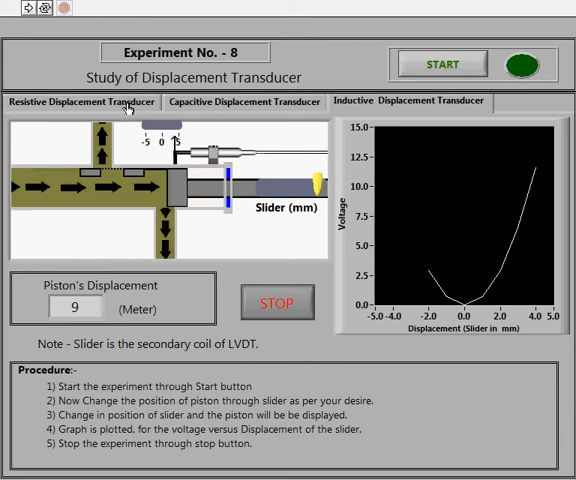 Experiment No. - 8
Study of Displacement Transducer
START
Resistive Displacement Transducer
Capacitive Displacement Transducer
Inductive Displacement Transducer
-5 0 5
Slider (mm)
Voltage
15.0
12.5
10.0
7.5
5.0
2.5
0.0
-5.0 -4.0 -2.0 0.0 2.0 4.0 5.0
Displacement (Slider in mm)
Piston's Displacement
9 (Meter)
STOP
Note - Slider is the secondary coil of LVDT.
Procedure:-
1) Start the experiment through Start button
2) Now Change the position of piston through slider as per your desire.
3) Change in position of slider and the piston will be displayed.
4) Graph is plotted, for the voltage versus Displacement of the slider.
5) Stop the experiment through stop button.